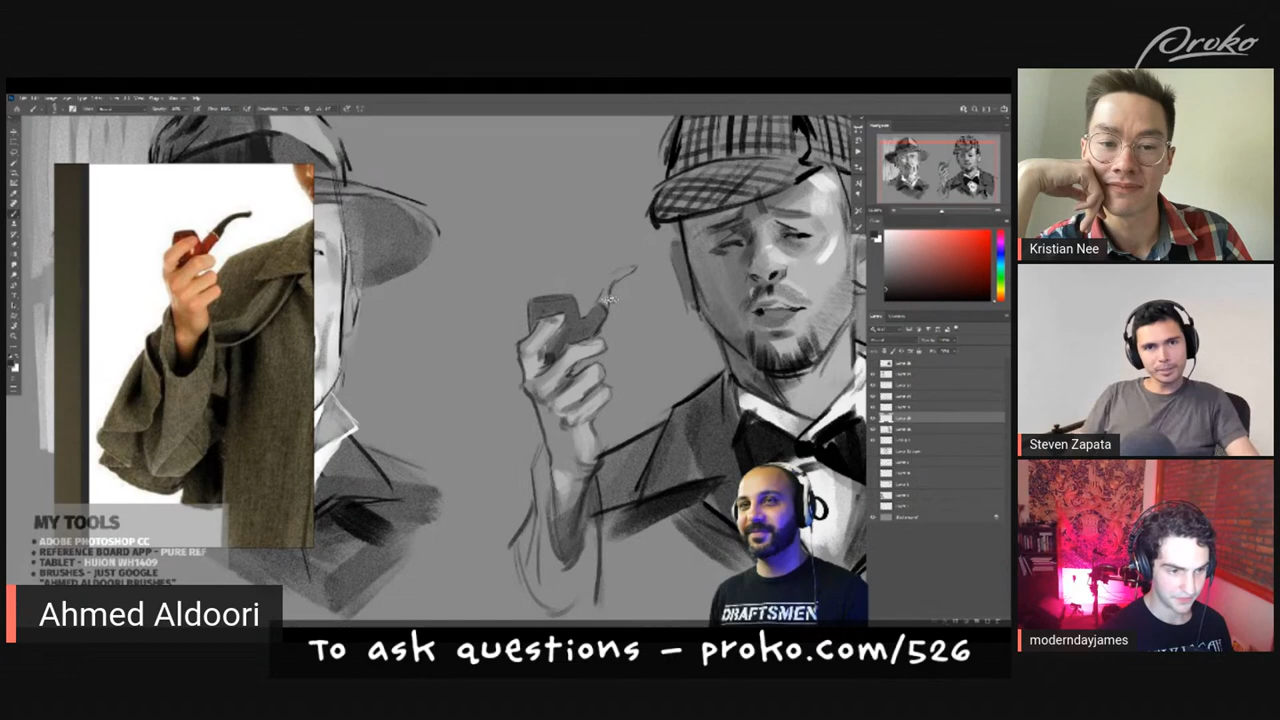 Proko
Kristian Nee
Steven Zapata
MY TOOLS
• ADOBE PHOTOSHOP CC
• REFERENCE BOARD APP - PURE REF
• TABLET - HUION WH1409
• BRUSHES - JUST GOOGLE
"AHMED ALDOORI BRUSHES"
DRAFTSMEN
Ahmed Aldoori
moderndayjames
To ask questions – proko.com/526